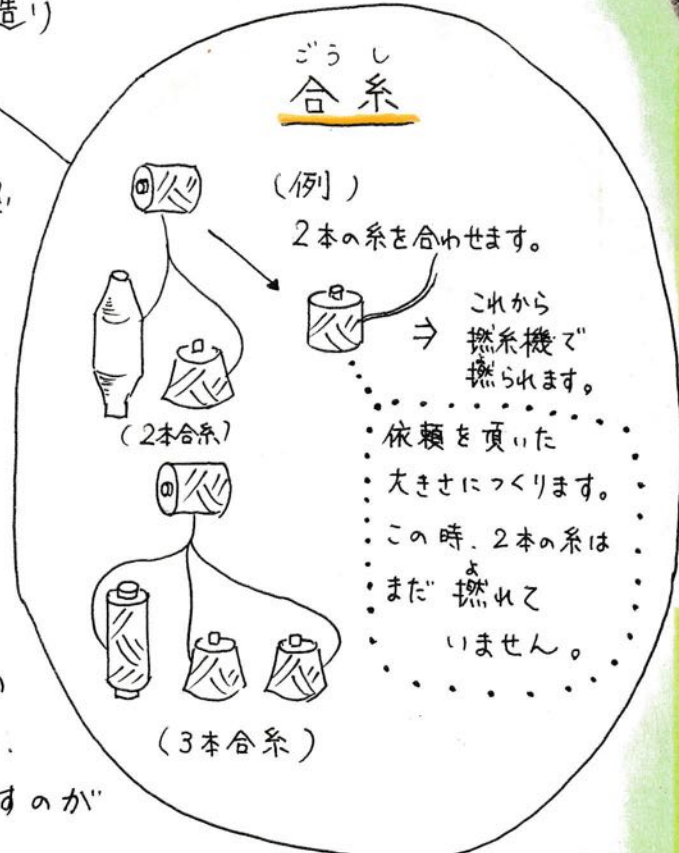 造り
ごうし
合糸
(例)
2本の糸を合わせます。
これから
撚糸機で
撚られます。
(2本合糸)
依頼を頂いた
大きさにつくります。
この時、2本の糸は
まだ撚れて
よ
いません。
(3本合糸)
すのが